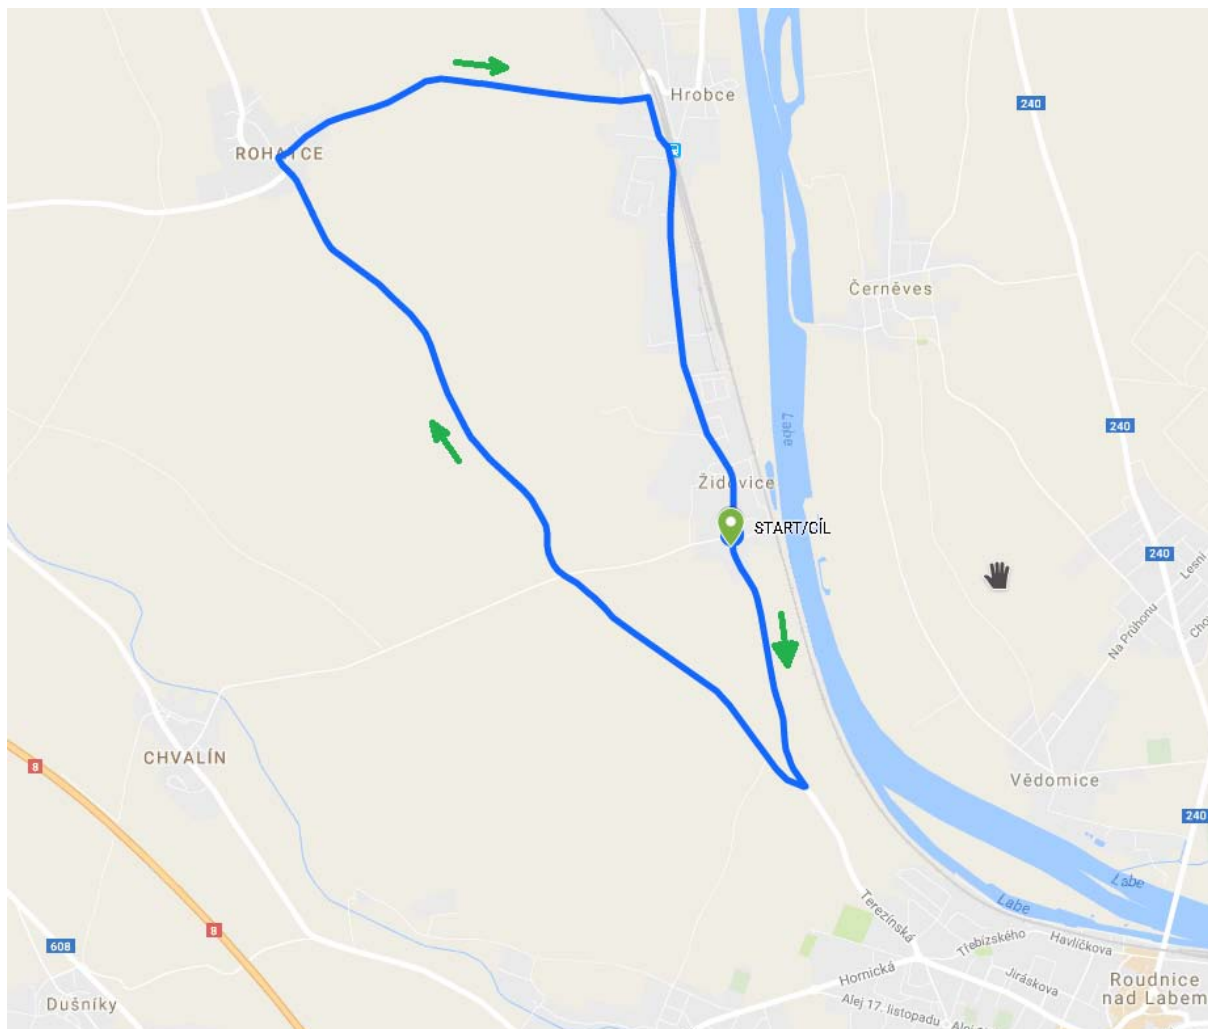 Hrobce
240
ROHATCE
Černěves
Labe
240
Židovice
START/CÍL
240
Lesní
Na Průhonu
CHVALÍN
8
Vědomice
240
Labe
Terezínská
Labe
8
Třebízského
Havlíčkova
608
Hornická
Jiráskova
Roudnice
nad Labem
Dušníky
Alej 17. listopadu